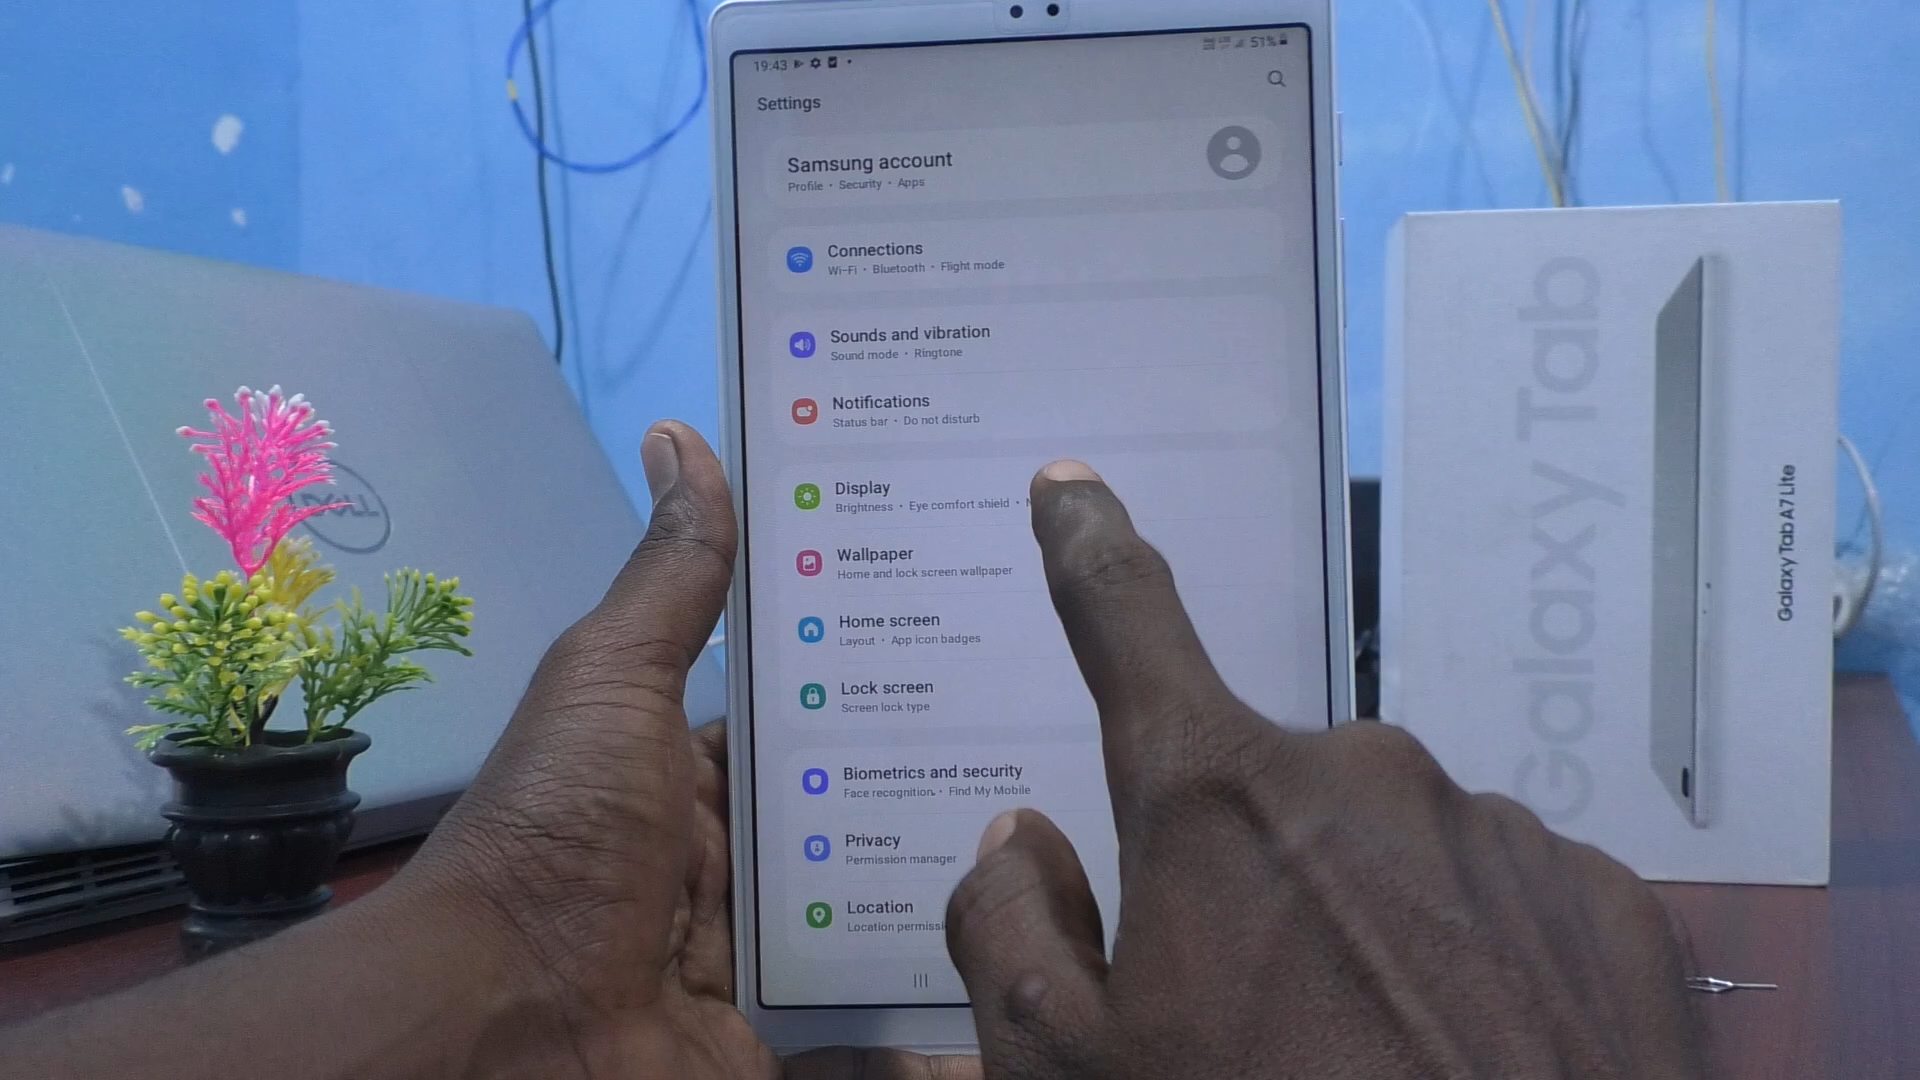 19:43
51%
Settings
Samsung account
Profile • Security • Apps
Connections
Wi-Fi • Bluetooth • Flight mode
Sounds and vibration
Sound mode • Ringtone
Notifications
Status bar • Do not disturb
Display
Brightness • Eye comfort shield •
Wallpaper
Home and lock screen wallpaper
Home screen
Layout • App icon badges
Lock screen
Screen lock type
Biometrics and security
Face recognition • Find My Mobile
Privacy
Permission manager
Location
Location
DELL
Galaxy Tab
Galaxy Tab A7 Lite